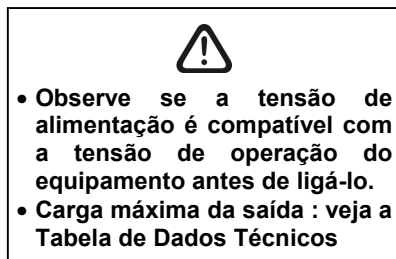 • Observe se a tensão de
alimentação é compatível com
a tensão de operação do
equipamento antes de ligá-lo.
• Carga máxima da saída : veja a
Tabela de Dados Técnicos